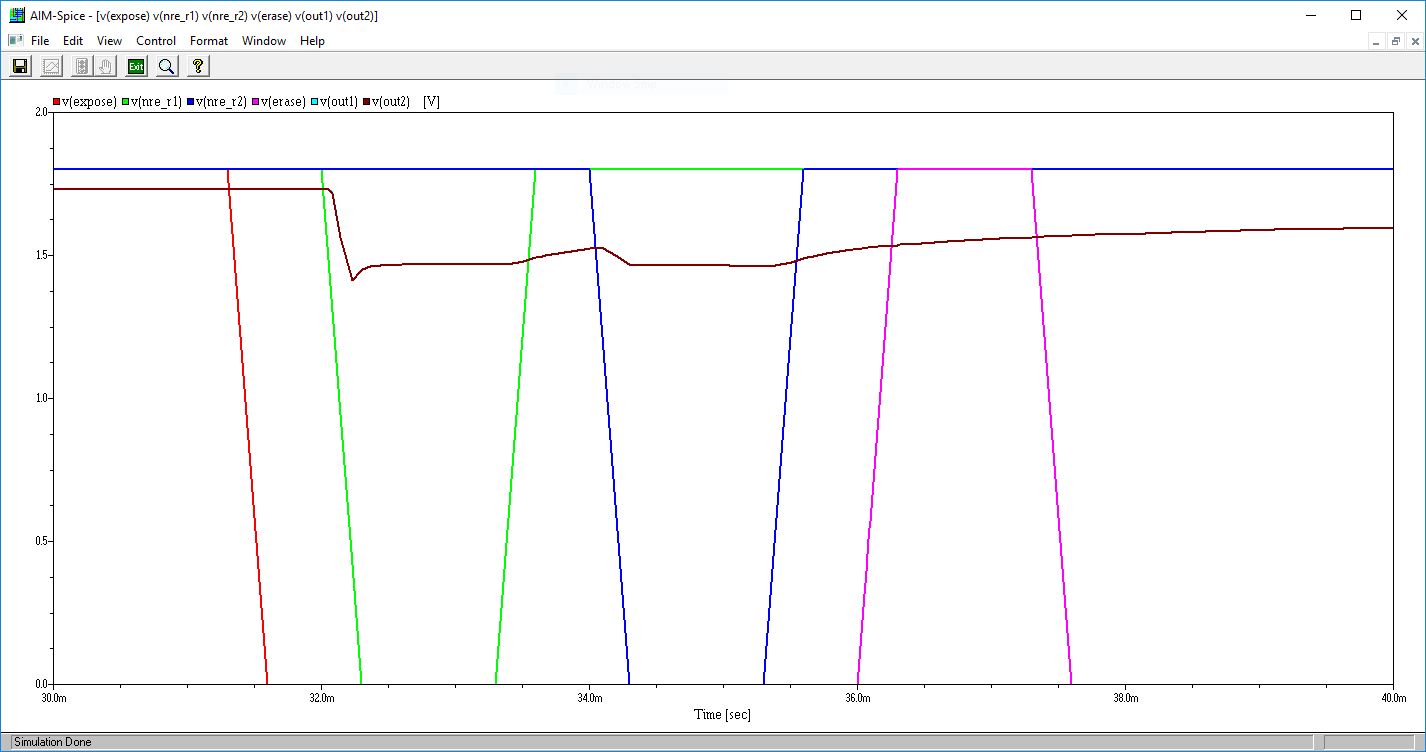 AIM-Spice - [v(expose) v(nre_r1) v(nre_r2) v(erase) v(out1) v(out2)]
File Edit View Control Format Window Help
Exit ?
v(expose) v(nre_r1) v(nre_r2) v(erase) v(out1) v(out2) [V]
2.0
1.5
1.0
0.5
0.0
30.0m 32.0m 34.0m 36.0m 38.0m 40.0m
Time [sec]
Simulation Done